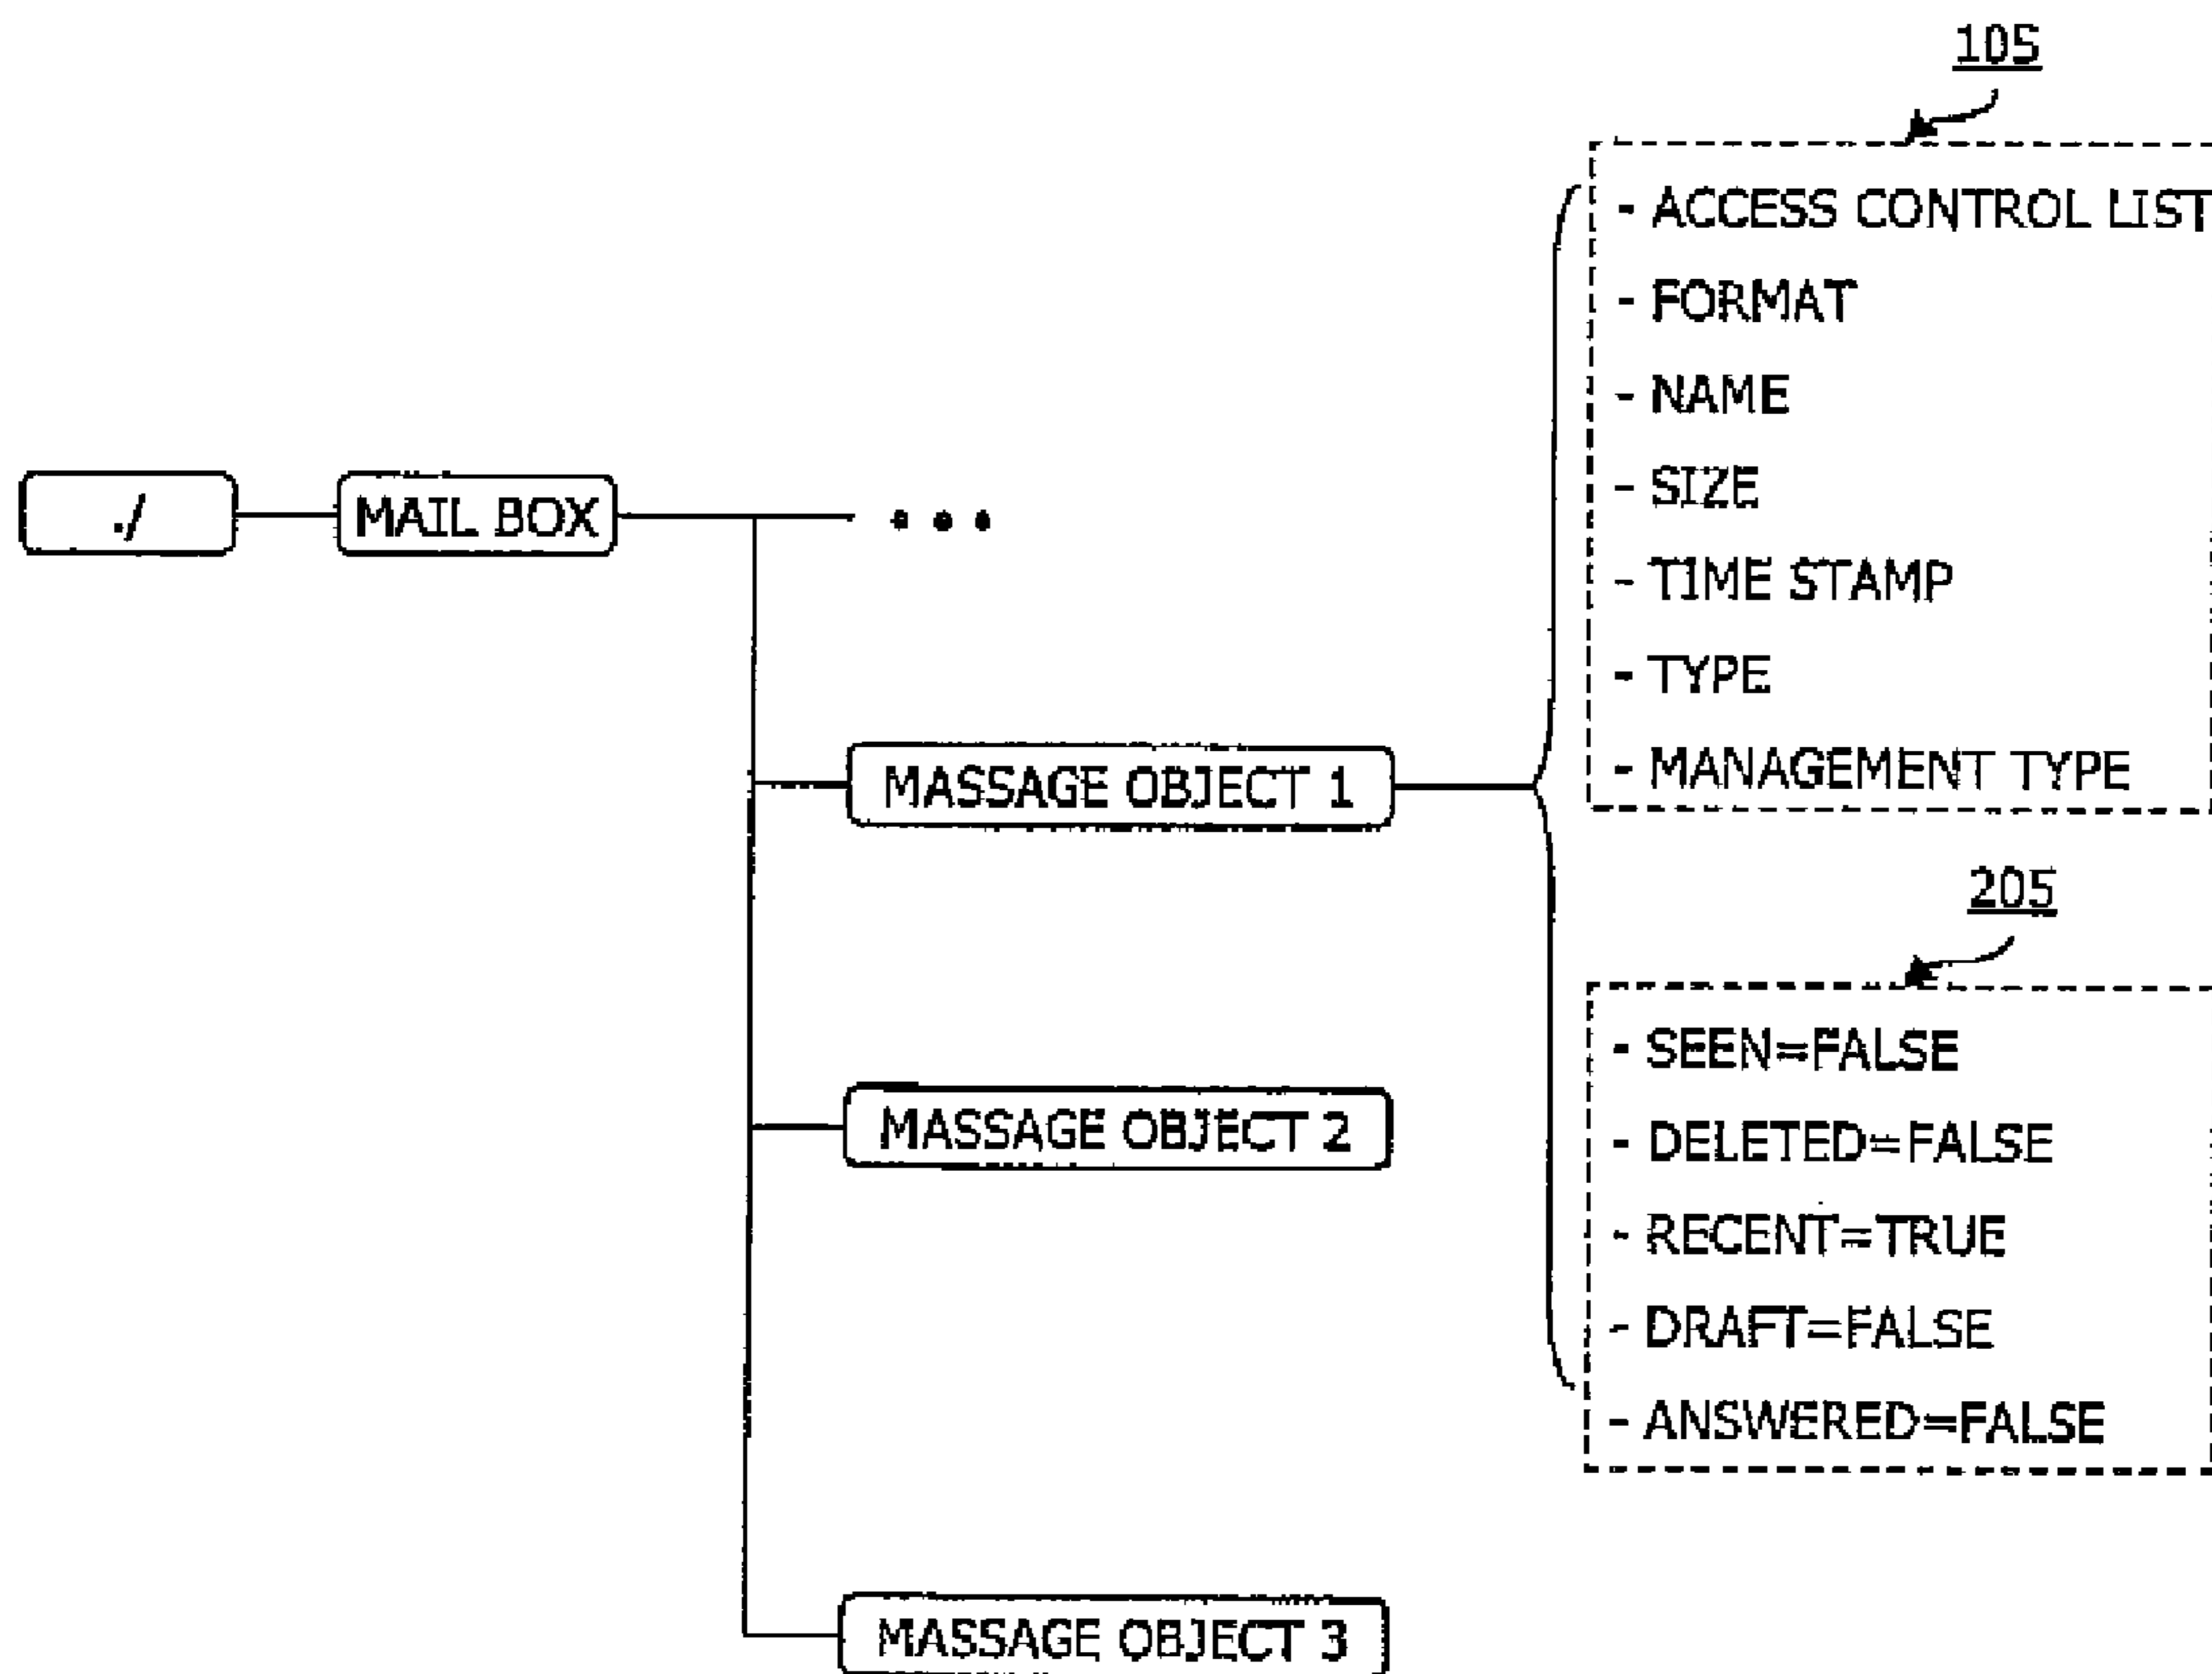 105
- ACCESS CONTROL LIST
- FORMAT
- NAME
- SIZE
- TIME STAMP
- TYPE
- MANAGEMENT TYPE
./
MAIL BOX
• • •
MASSAGE OBJECT 1
205
- SEEN=FALSE
- DELETED=FALSE
- RECENT=TRUE
- DRAFT=FALSE
- ANSWERED=FALSE
MASSAGE OBJECT 2
MASSAGE OBJECT 3